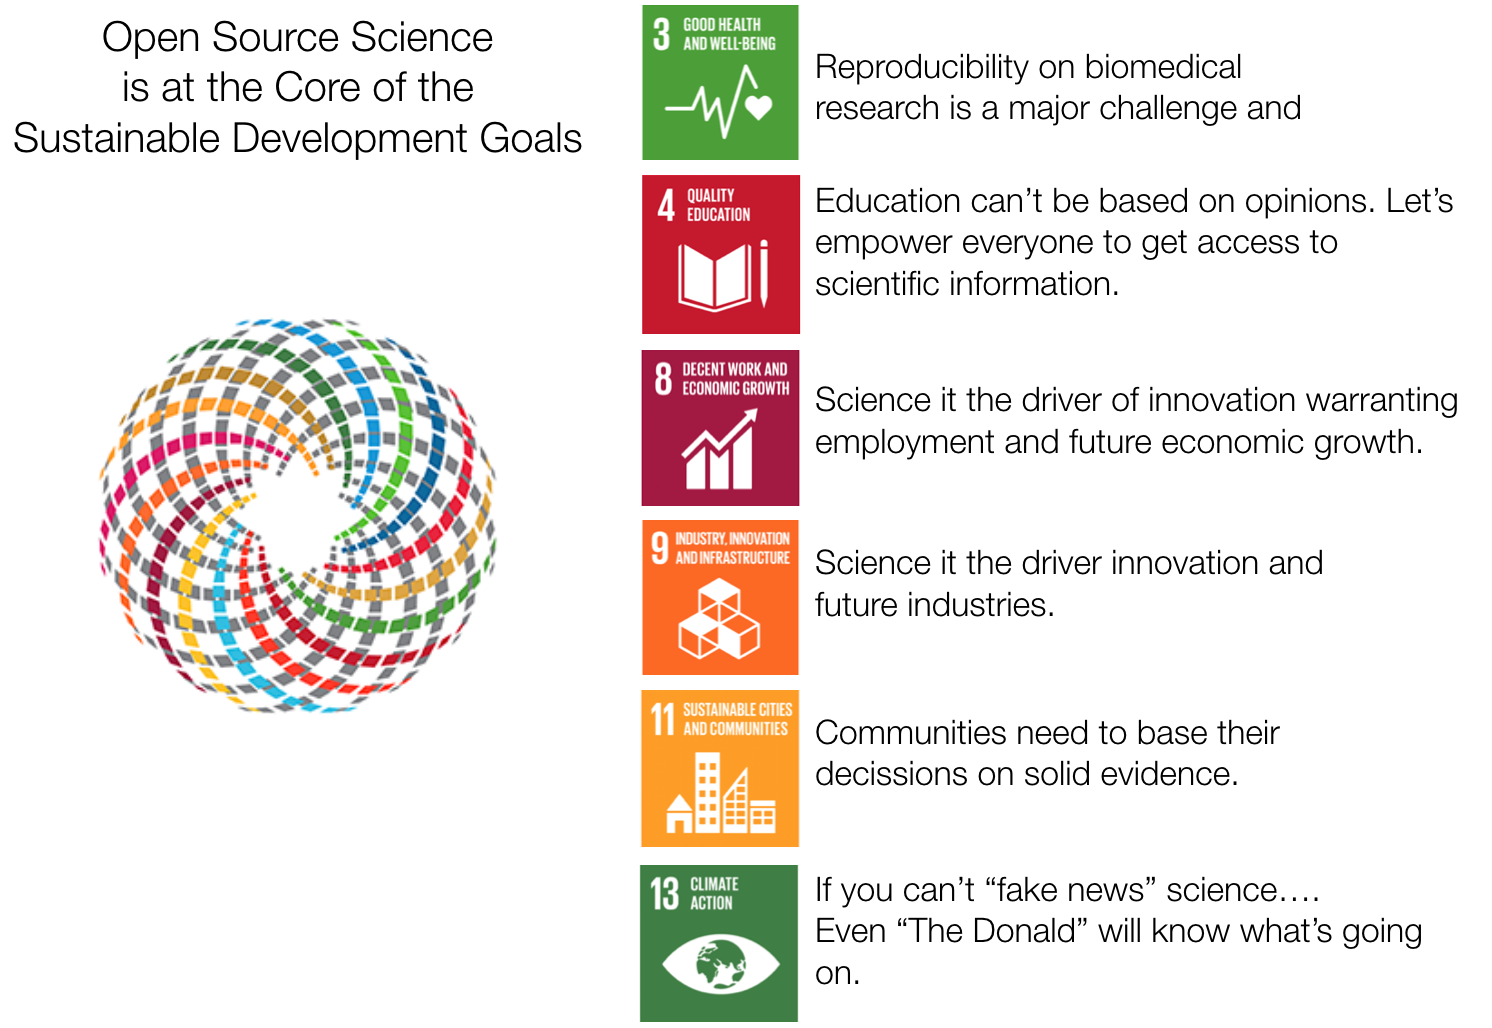 Open Source Science
is at the Core of the
Sustainable Development Goals
3 GOOD HEALTH
AND WELL-BEING
Reproducibility on biomedical
research is a major challenge and
4 QUALITY
EDUCATION
Education can’t be based on opinions. Let’s
empower everyone to get access to
scientific information.
8 DECENT WORK AND
ECONOMIC GROWTH
Science it the driver of innovation warranting
employment and future economic growth.
9 INDUSTRY, INNOVATION
AND INFRASTRUCTURE
Science it the driver innovation and
future industries.
11 SUSTAINABLE CITIES
AND COMMUNITIES
Communities need to base their
decissions on solid evidence.
13 CLIMATE
ACTION
If you can’t “fake news” science….
Even “The Donald” will know what’s going
on.